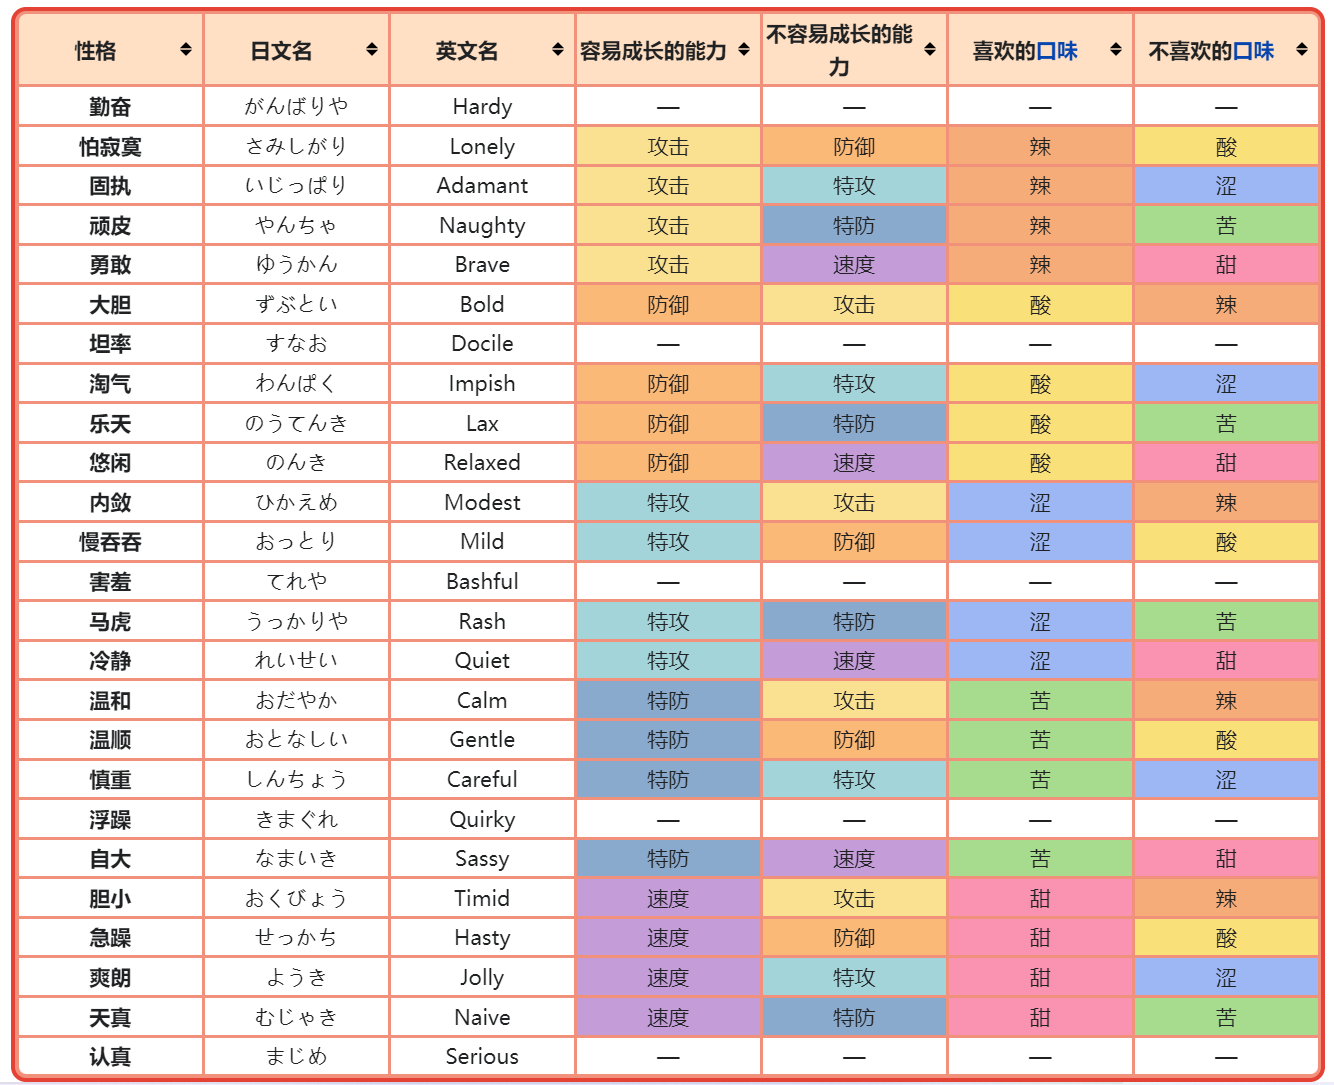 性格 日文名 英文名 容易成长的能力 不容易成长的能力 喜欢的口味 不喜欢的口味
勤奋 がんばりや Hardy — — — —
怕寂寞 さみしがり Lonely 攻击 防御 辣 酸
固执 いじっぱり Adamant 攻击 特攻 辣 涩
顽皮 やんちゃ Naughty 攻击 特防 辣 苦
勇敢 ゆうかん Brave 攻击 速度 辣 甜
大胆 ずぶとい Bold 防御 攻击 酸 辣
坦率 すなお Docile — — — —
淘气 わんぱく Impish 防御 特攻 酸 涩
乐天 のうてんき Lax 防御 特防 酸 苦
悠闲 のんき Relaxed 防御 速度 酸 甜
内敛 ひかえめ Modest 特攻 攻击 涩 辣
慢吞吞 おっとり Mild 特攻 防御 涩 酸
害羞 てれや Bashful — — — —
马虎 うっかりや Rash 特攻 特防 涩 苦
冷静 れいせい Quiet 特攻 速度 涩 甜
温和 おだやか Calm 特防 攻击 苦 辣
温顺 おとなしい Gentle 特防 防御 苦 酸
慎重 しんちょう Careful 特防 特攻 苦 涩
浮躁 きまぐれ Quirky — — — —
自大 なまいき Sassy 特防 速度 苦 甜
胆小 おくびょう Timid 速度 攻击 甜 辣
急躁 せっかち Hasty 速度 防御 甜 酸
爽朗 ようき Jolly 速度 特攻 甜 涩
天真 むじゃき Naive 速度 特防 甜 苦
认真 まじめ Serious — — — —